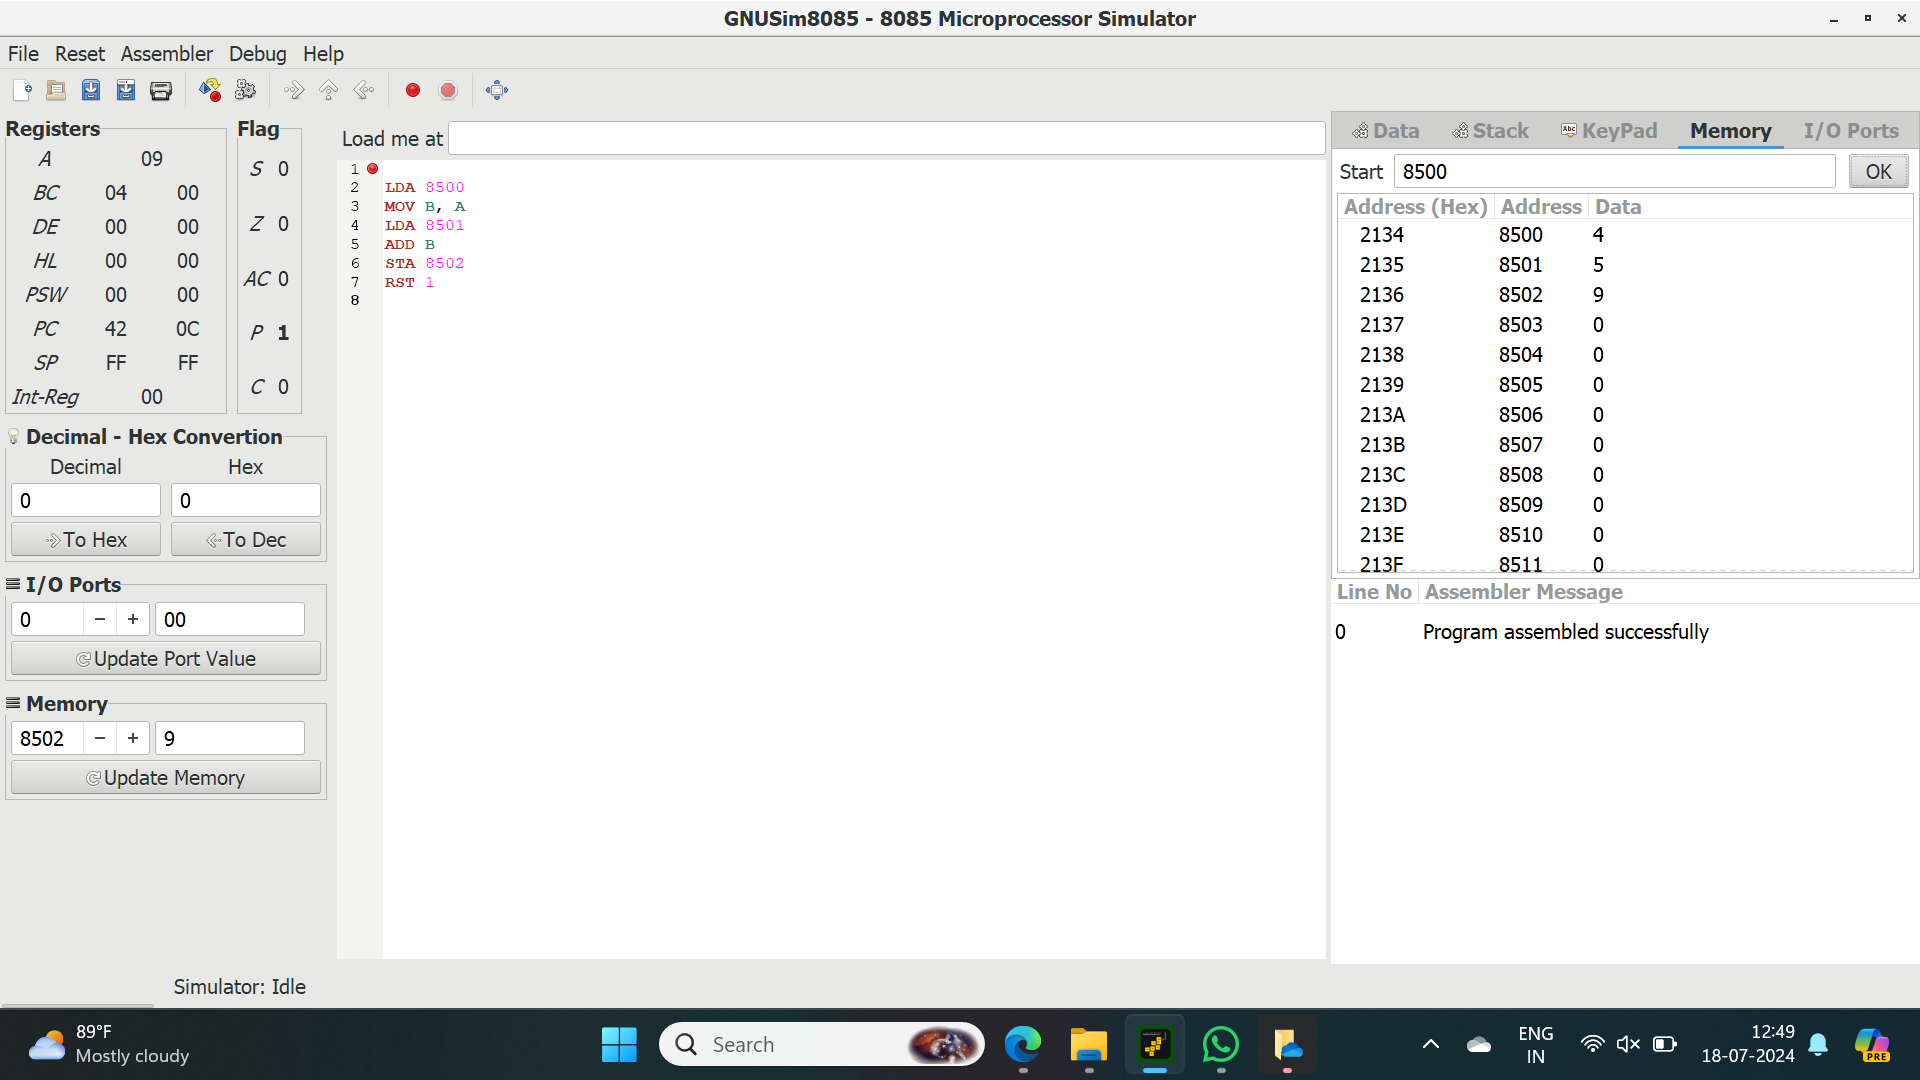 GNUSim8085 - 8085 Microprocessor Simulator
File Reset Assembler Debug Help
Registers
A 09
BC 04 00
DE 00 00
HL 00 00
PSW 00 00
PC 42 0C
SP FF FF
Int-Reg 00
Flag
S 0
Z 0
AC 0
P 1
C 0
Decimal - Hex Convertion
Decimal Hex
0 0
To Hex To Dec
I/O Ports
0 − + 00
Update Port Value
Memory
8502 − + 9
Update Memory
Simulator: Idle
Load me at
1
2 LDA 8500
3 MOV B, A
4 LDA 8501
5 ADD B
6 STA 8502
7 RST 1
8
Data Stack Abc KeyPad Memory I/O Ports
Start 8500 OK
Address (Hex) Address Data
2134 8500 4
2135 8501 5
2136 8502 9
2137 8503 0
2138 8504 0
2139 8505 0
213A 8506 0
213B 8507 0
213C 8508 0
213D 8509 0
213E 8510 0
213F 8511 0
Line No Assembler Message
0 Program assembled successfully
89°F
Mostly cloudy
Search
ENG
IN
12:49
18-07-2024
PRE